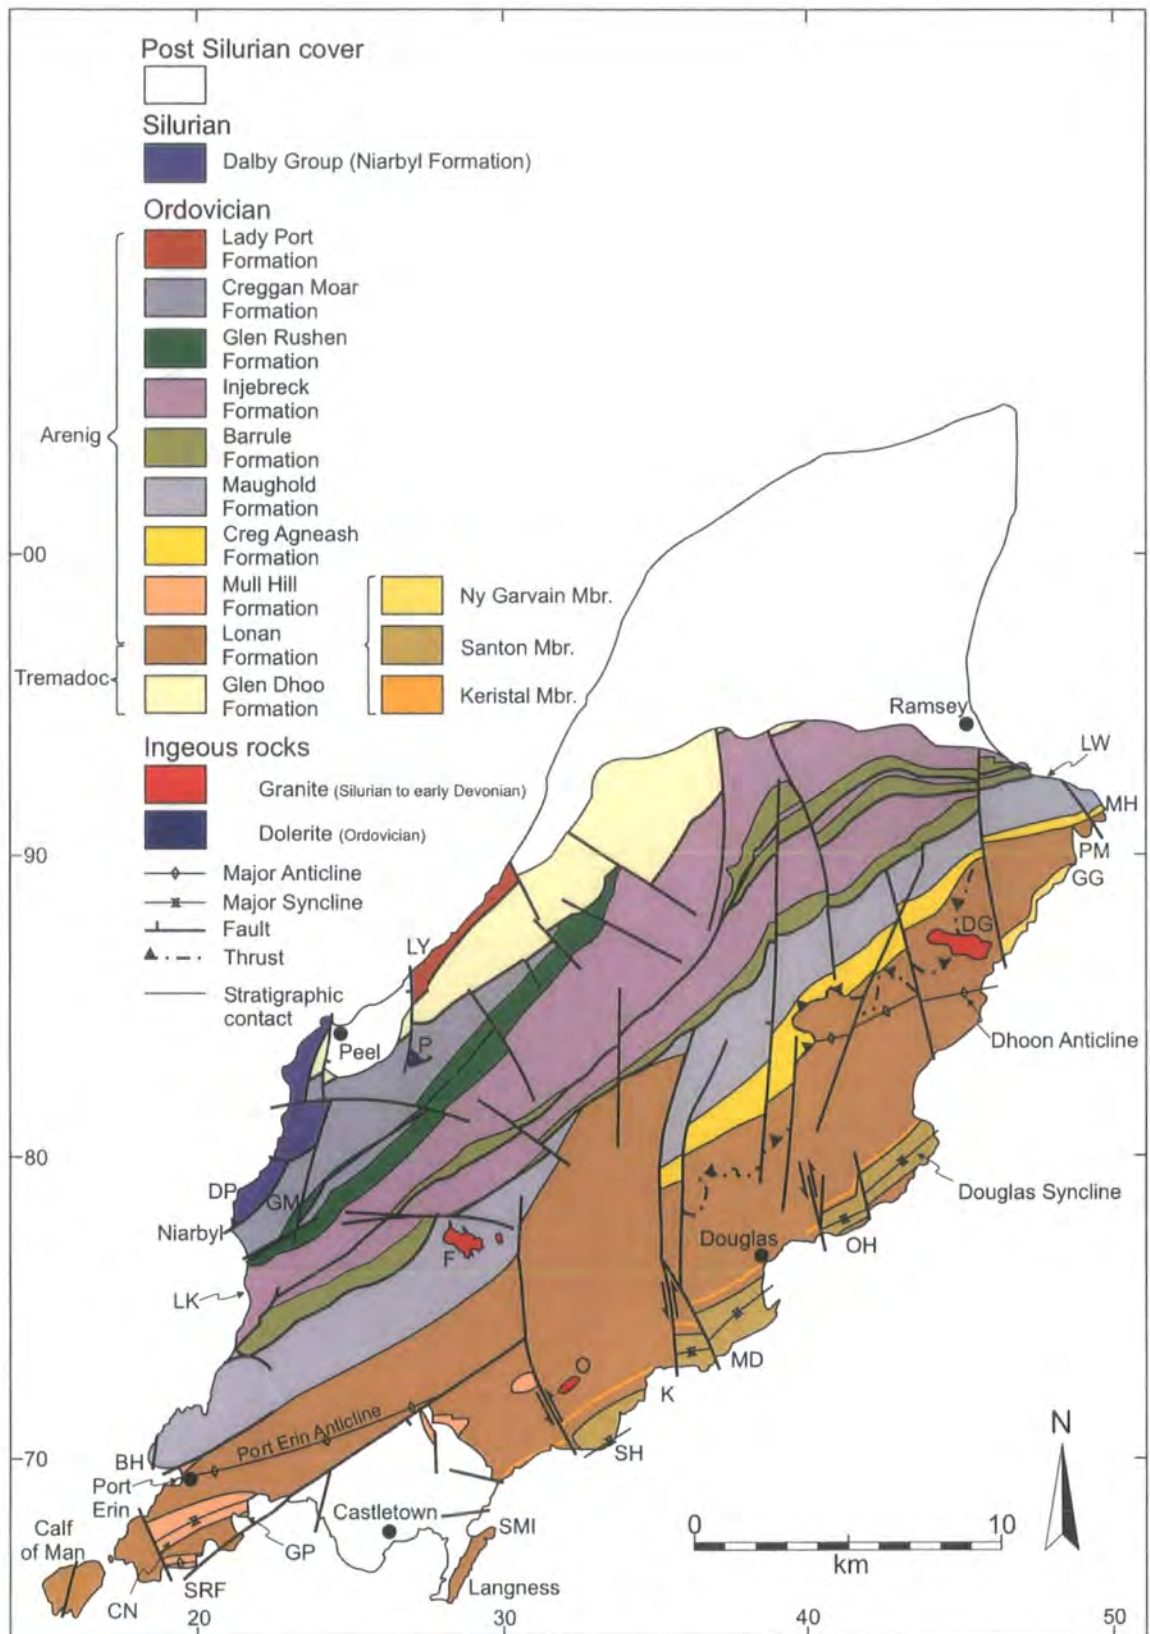 Post Silurian cover
Silurian
Dalby Group (Niarbyl Formation)
Ordovician
Lady Port
Formation
Creggan Moar
Formation
Glen Rushen
Formation
Injebreck
Formation
Arenig
Barrule
Formation
Maughold
Formation
Creg Agneash
Formation
Mull Hill
Formation
Ny Garvain Mbr.
Lonan
Formation
Santon Mbr.
Tremadoc
Glen Dhoo
Formation
Keristal Mbr.
Ingeous rocks
Granite (Silurian to early Devonian)
Dolerite (Ordovician)
Major Anticline
Major Syncline
Fault
Thrust
Stratigraphic
contact
00
90
80
70
Ramsey
LW
MH
PM
GG
DG
LY
Peel
P
Dhoon Anticline
DP
GM
Niarbyl
Douglas Syncline
Douglas
OH
F
LK
MD
O
K
SH
Port Erin Anticline
BH
Port
Erin
Castletown
Calf
of Man
GP
SMI
SRF
CN
Langness
N
0
10
km
20
30
40
50